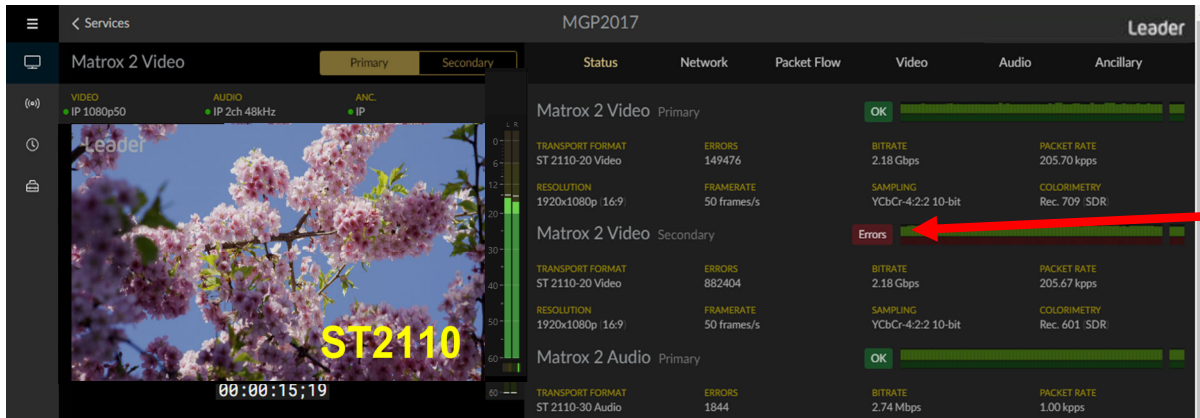 Services
MGP2017
Leader
Matrox 2 Video
Primary
Secondary
Status
Network
Packet Flow
Video
Audio
Ancillary
VIDEO
IP 1080p50
AUDIO
IP 2ch 48kHz
ANC.
IP
Leader
ST2110
00:00:15;19
L R
0
6
12
20
30
40
50
60
60
Matrox 2 Video Primary
OK
TRANSPORT FORMAT
ST 2110-20 Video
ERRORS
149476
BITRATE
2.18 Gbps
PACKET RATE
205.70 kpps
RESOLUTION
1920x1080p (16:9)
FRAMERATE
50 frames/s
SAMPLING
YCbCr-4:2:2 10-bit
COLORIMETRY
Rec. 709 (SDR)
Matrox 2 Video Secondary
Errors
TRANSPORT FORMAT
ST 2110-20 Video
ERRORS
882404
BITRATE
2.18 Gbps
PACKET RATE
205.67 kpps
RESOLUTION
1920x1080p (16:9)
FRAMERATE
50 frames/s
SAMPLING
YCbCr-4:2:2 10-bit
COLORIMETRY
Rec. 601 (SDR)
Matrox 2 Audio Primary
OK
TRANSPORT FORMAT
ST 2110-30 Audio
ERRORS
1844
BITRATE
2.74 Mbps
PACKET RATE
1.00 kpps